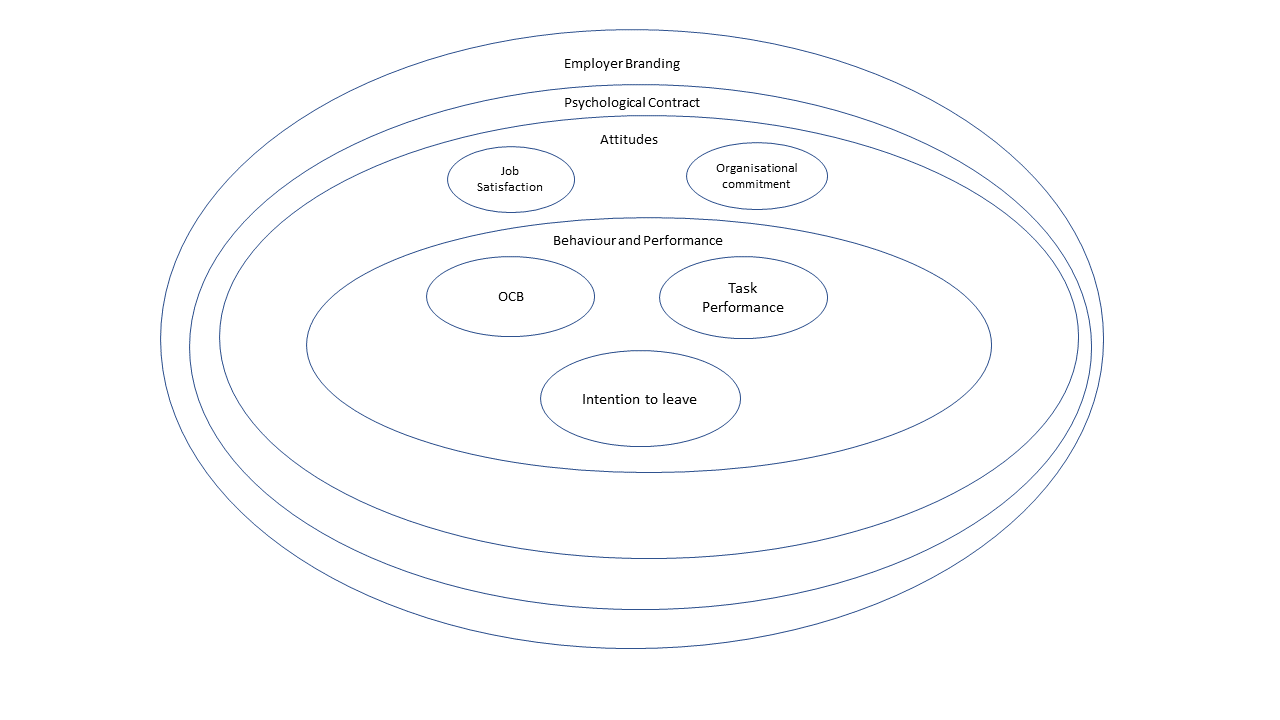 Employer Branding
Psychological Contract
Attitudes
Job
Satisfaction
Organisational
commitment
Behaviour and Performance
OCB
Task
Performance
Intention to leave